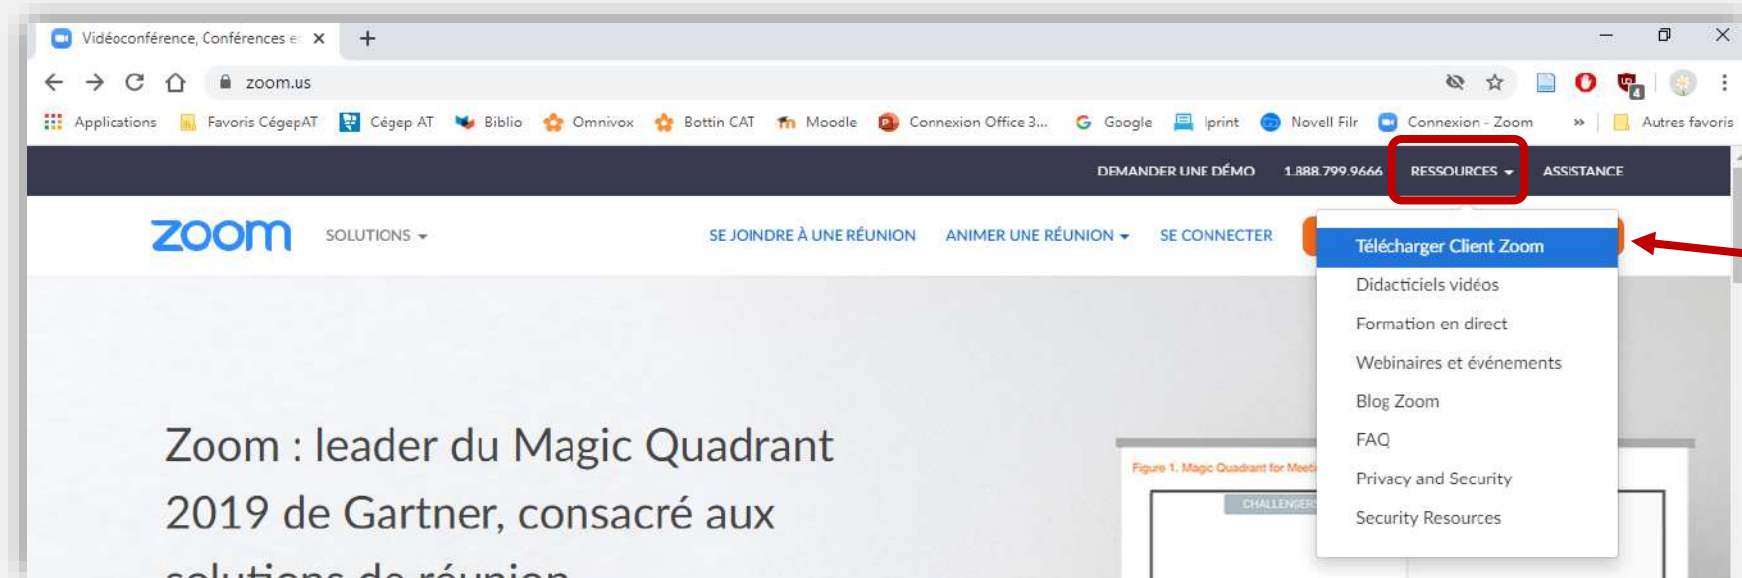 Vidéoconférence, Conférences e
zoom.us
4
Applications Favoris CégepAT Cégep AT Biblio Omnivox Bottin CAT Moodle Connexion Office 3... Google Iprint Novell Filr Connexion - Zoom » Autres favoris
DEMANDER UNE DÉMO 1.888.799.9666 RESSOURCES ASSISTANCE
zoom SOLUTIONS SE JOINDRE À UNE RÉUNION ANIMER UNE RÉUNION SE CONNECTER
Télécharger Client Zoom
Didacticiels vidéos
Formation en direct
Webinaires et événements
Blog Zoom
FAQ
Privacy and Security
Security Resources
Zoom : leader du Magic Quadrant
2019 de Gartner, consacré aux
solutions de réunion
Figure 1. Magic Quadrant for
CHALLENGERS